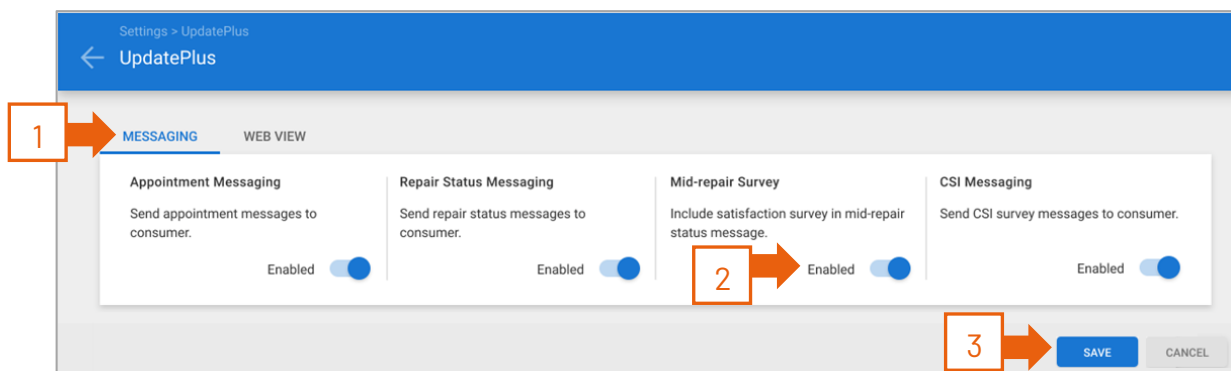 Settings > UpdatePlus
UpdatePlus
1
MESSAGING
WEB VIEW
Appointment Messaging
Send appointment messages to
consumer.
Enabled
Repair Status Messaging
Send repair status messages to
consumer.
Enabled
Mid-repair Survey
Include satisfaction survey in mid-repair
status message.
2
Enabled
CSI Messaging
Send CSI survey messages to consumer.
Enabled
3
SAVE
CANCEL